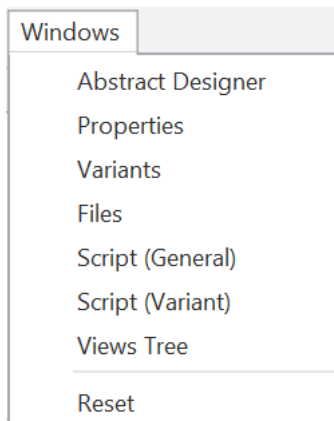 Windows
Abstract Designer
Properties
Variants
Files
Script (General)
Script (Variant)
Views Tree
Reset